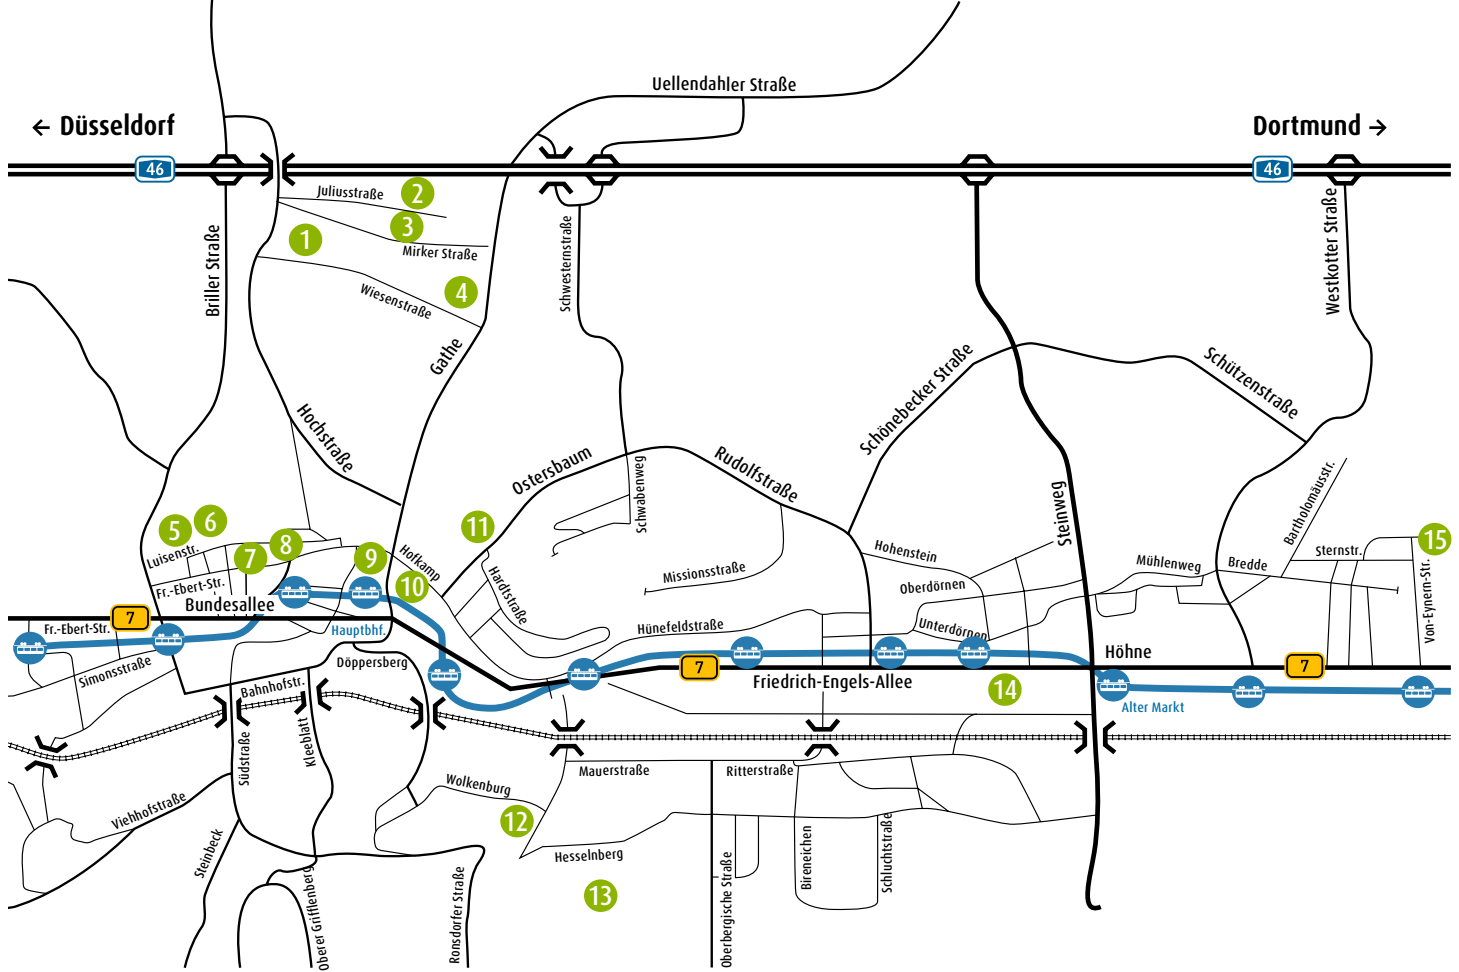 Uellendahler Straße
← Düsseldorf
Dortmund →
46
46
Juliusstraße
2
3
1
Mirker Straße
Briller Straße
Schwesternstraße
Westkotter Straße
Wiesenstraße
4
Gathe
Schönebecker Straße
Schützenstraße
Hochstraße
Ostersbaum
Rudolfstraße
Schwabenweg
Steinweg
Bartholomäusstr.
5
6
11
15
Luisenstr.
7
8
9
Hofkamp
10
Hohenstein
Mühlenweg
Bredde
Sternstr.
Missionsstraße
Oberdörnen
Fr.-Ebert-Str.
Hardtstraße
Von-Eynern-Str.
Bundesallee
7
Fr.-Ebert-Str.
Hauptbhf.
Hünefeldstraße
Unterdörnen
Höhne
Simonsstraße
Döppersberg
7
7
Friedrich-Engels-Allee
14
Bahnhofstr.
Alter Markt
Südstraße
Kleeblatt
Mauerstraße
Ritterstraße
Wolkenburg
Viehhofstraße
12
Steinbeck
Hesselnberg
Bireneichen
Schluchtstraße
13
Oberer Grifflenberg
Ronsdorfer Straße
Oberbergische Straße